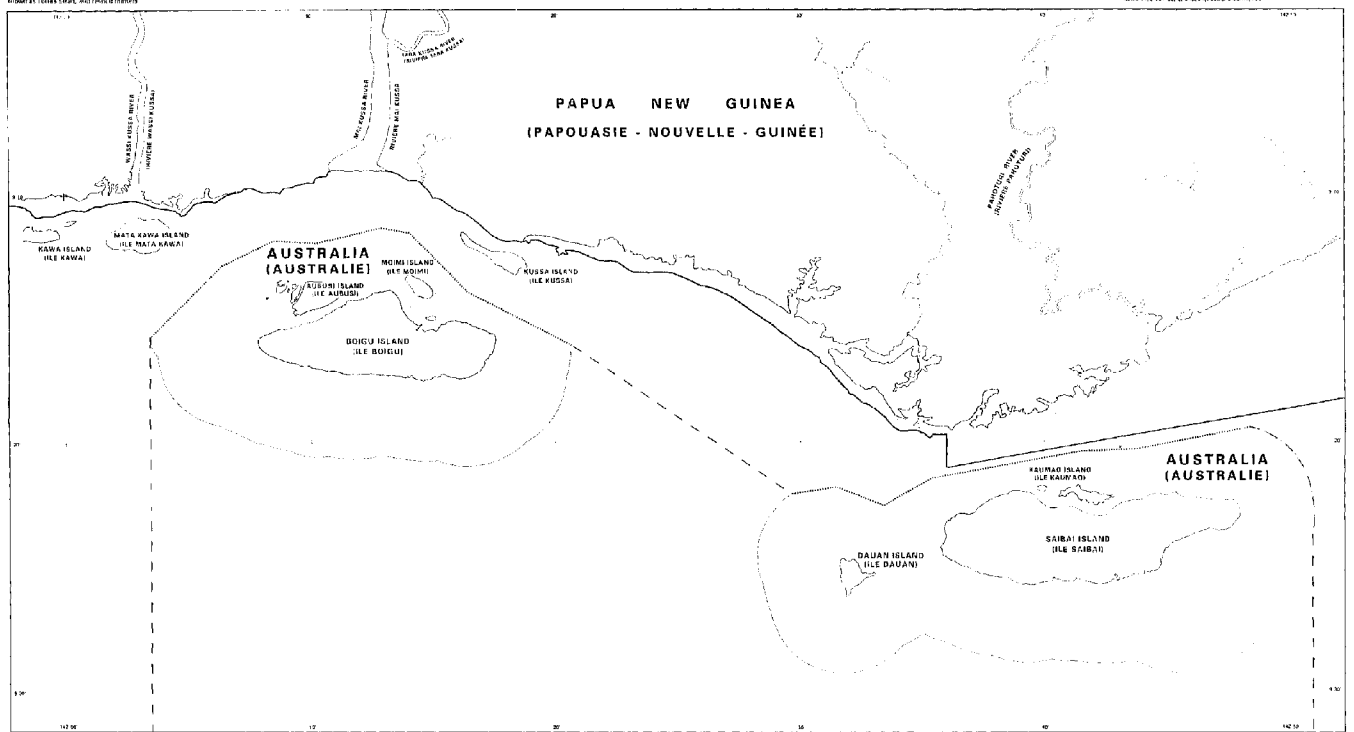 TARA KUSSA RIVER
WASSI KUSSA RIVER
(RIVIERE WASSI KUSSA)
MAI KUSSA RIVER
RIVIERE MAI KUSSA
PAPUA NEW GUINEA
(PAPOUASIE - NOUVELLE - GUINÉE)
PAHOTURI RIVER
(RIVIERE PAHOTURI)
KAWA ISLAND
(ILE KAWA)
MATA KAWA ISLAND
(ILE MATA KAWA)
AUSTRALIA
(AUSTRALIE)
MOIMI ISLAND
(ILE MOIMI)
KUSSA ISLAND
(ILE KUSSA)
AUBUSI ISLAND
(ILE AUBUSI)
BOIGU ISLAND
(ILE BOIGU)
AUSTRALIA
(AUSTRALIE)
KAUMAG ISLAND
(ILE KAUMAG)
SAIBAI ISLAND
(ILE SAIBAI)
DAUAN ISLAND
(ILE DAUAN)